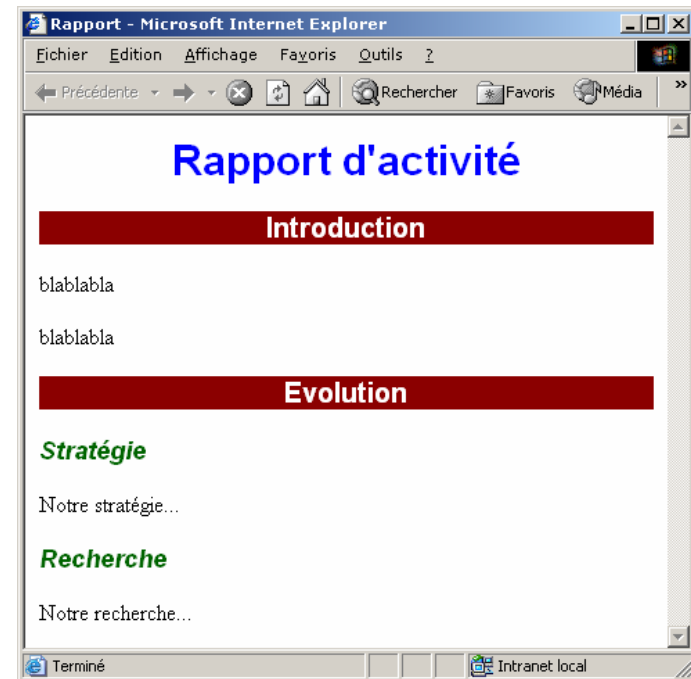 Rapport - Microsoft Internet Explorer
Fichier Edition Affichage Favoris Outils ?
Précédente Rechercher Favoris Média »
Rapport d'activité
Introduction
blablabla
blablabla
Evolution
Stratégie
Notre stratégie...
Recherche
Notre recherche...
Terminé Intranet local